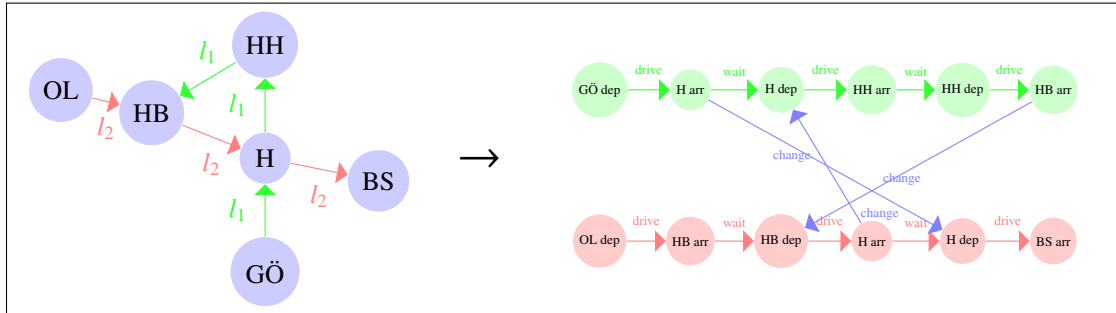 HH
l1
OL
HB
l2
l1
l2
H
l2
BS
l1
GÖ
→
drive wait drive wait drive
GÖ dep H arr H dep HH arr HH dep HB arr
change
change
change
drive wait drive wait drive
OL dep HB arr HB dep H arr H dep BS arr